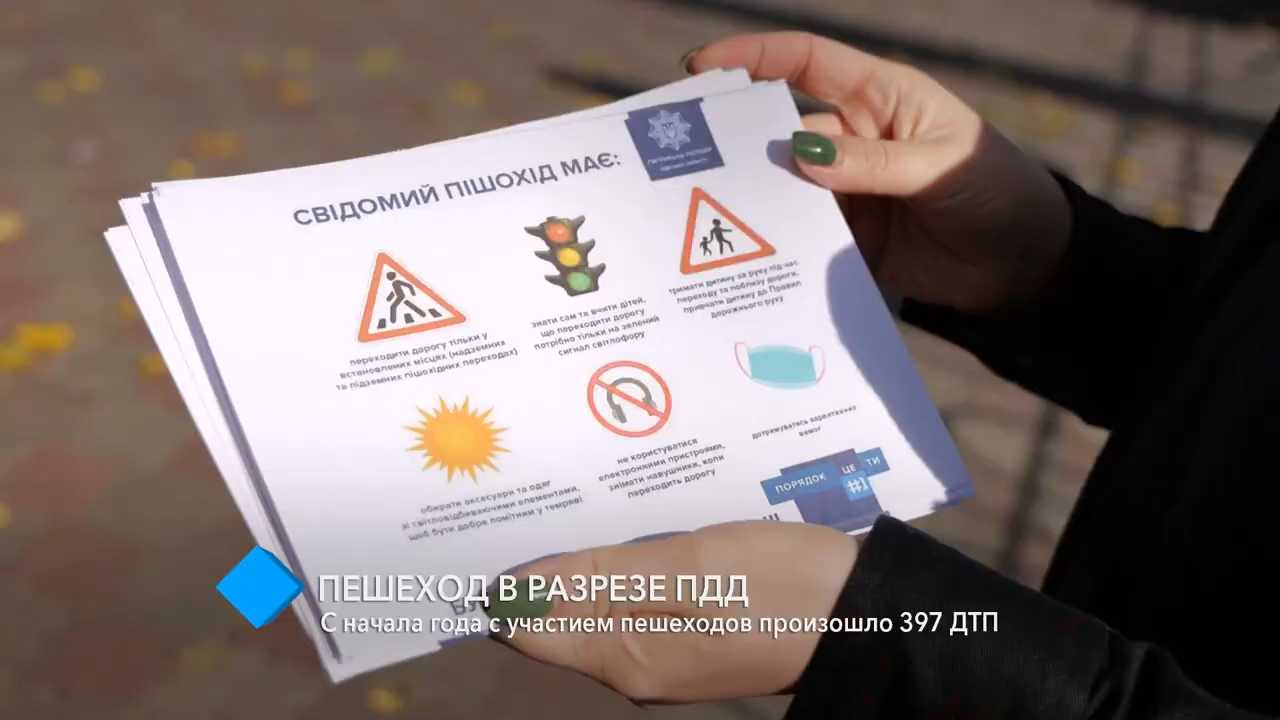 СВІДОМИЙ ПІШОХІД МАЄ:
ПАТРУЛЬНА ПОЛІЦІЯ
переходити дорогу тільки у
встановлених місцях (надземних
та підземних пішохідних переходах)
знати сам та вчити дітей,
що переходити дорогу
потрібно тільки на зелений
сигнал світлофору
тримати дитину за руку під час
переходу та поблизу дороги,
привчати дитину до Правил
дорожнього руху
обирати аксесуари та одяг
зі світловідбиваючими елементами,
щоб бути добре помітним у темряві
не користуватися
електронними пристроями,
знімати навушники, коли
переходить дорогу
дотримуватись карантинних
вимог
ПОРЯДОК ЦЕ ТИ
#1
ПЕШЕХОД В РАЗРЕЗЕ ПДД
С начала года с участием пешеходов произошло 397 ДТП